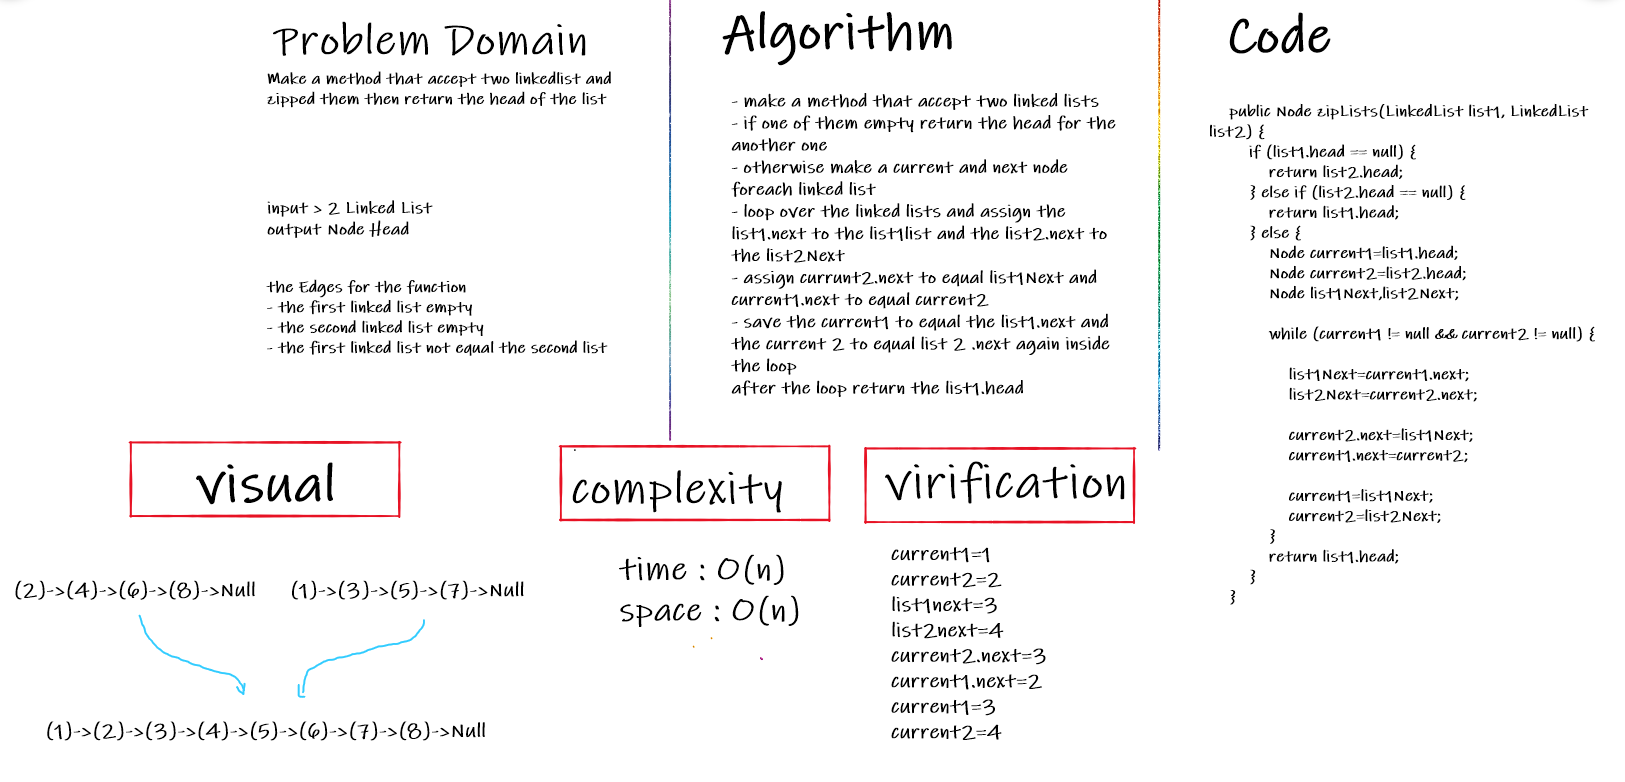 Problem Domain
Make a method that accept two linkedlist and
zipped them then return the head of the list
input > 2 Linked List
output Node Head
the Edges for the function
- the first linked list empty
- the second linked list empty
- the first linked list not equal the second list
Algorithm
- make a method that accept two linked lists
- if one of them empty return the head for the
another one
- otherwise make a current and next node
foreach linked list
- loop over the linked lists and assign the
list1.next to the list1list and the list2.next to
the list2Next
- assign currunt2.next to equal list1Next and
current1.next to equal current2
- save the current1 to equal the list1.next and
the current 2 to equal list 2 .next again inside
the loop
after the loop return the list1.head
Code
public Node zipLists(LinkedList list1, LinkedList
list2) {
if (list1.head == null) {
return list2.head;
} else if (list2.head == null) {
return list1.head;
} else {
Node current1=list1.head;
Node current2=list2.head;
Node list1Next,list2Next;
while (current1 != null && current2 != null) {
list1Next=current1.next;
list2Next=current2.next;
current2.next=list1Next;
current1.next=current2;
current1=list1Next;
current2=list2Next;
}
return list1.head;
}
}
visual
(2)->(4)->(6)->(8)->Null
(1)->(3)->(5)->(7)->Null
(1)->(2)->(3)->(4)->(5)->(6)->(7)->(8)->Null
complexity
time : O(n)
space : O(n)
virification
current1=1
current2=2
list1next=3
list2next=4
current2.next=3
current1.next=2
current1=3
current2=4